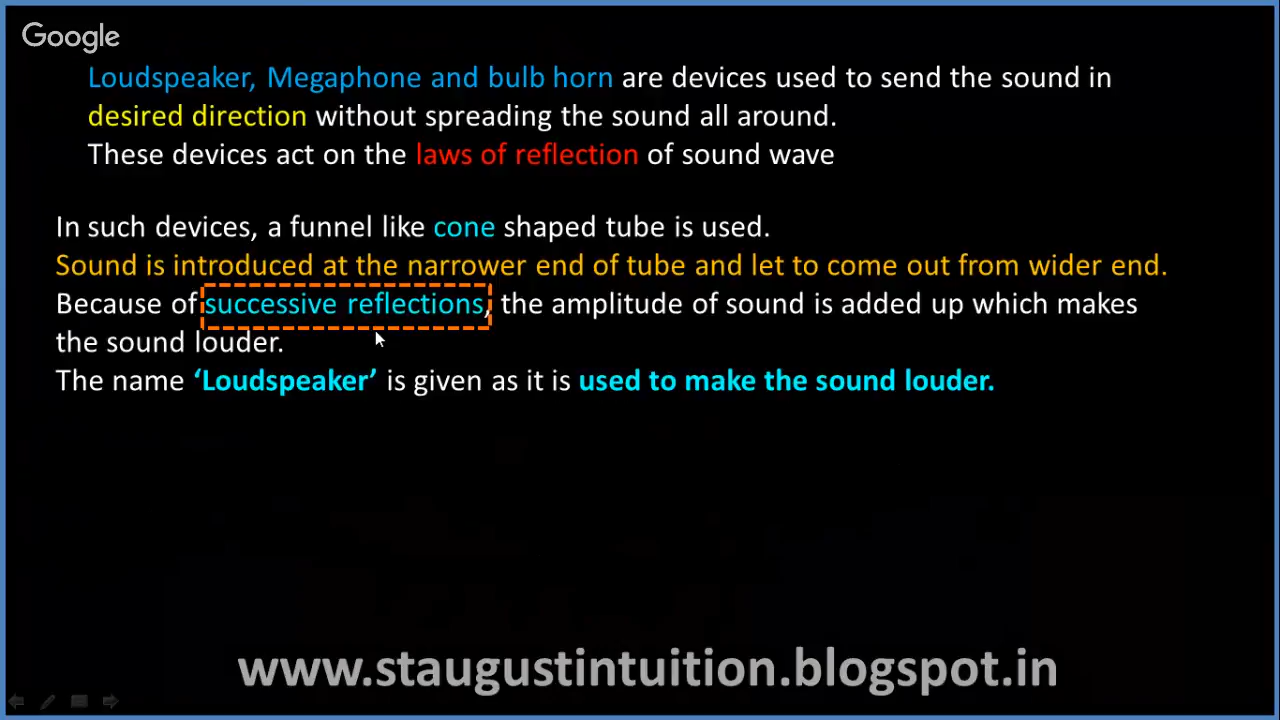 Google
Loudspeaker, Megaphone and bulb horn are devices used to send the sound in
desired direction without spreading the sound all around.
These devices act on the laws of reflection of sound wave
In such devices, a funnel like cone shaped tube is used.
Sound is introduced at the narrower end of tube and let to come out from wider end.
Because of successive reflections, the amplitude of sound is added up which makes
the sound louder.
The name ‘Loudspeaker’ is given as it is used to make the sound louder.
www.staugustintuition.blogspot.in